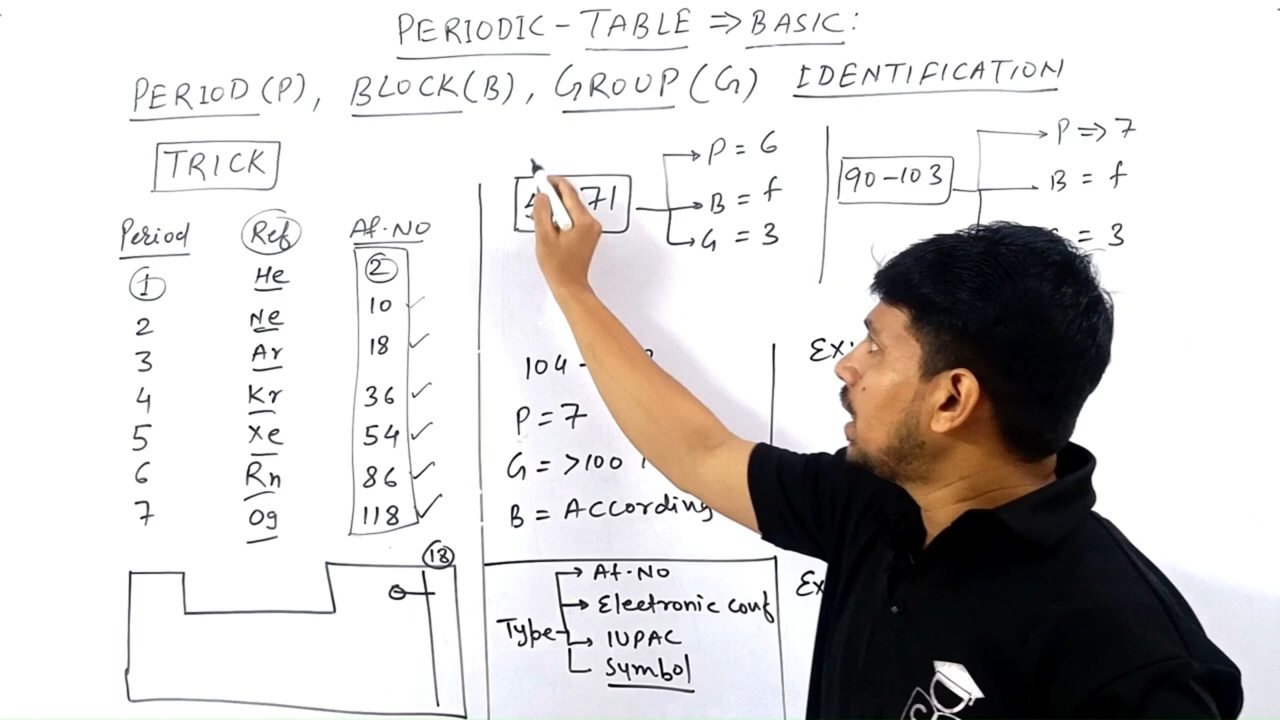 PERIODIC-TABLE ⇒ BASIC:
PERIOD(P), BLOCK(B), GROUP(G) IDENTIFICATION
TRICK
Period Ref At.NO
1 He 2
2 Ne 10 ✓
3 Ar 18 ✓
4 Kr 36 ✓
5 Xe 54 ✓
6 Rn 86 ✓
7 Og 118 ✓
18
71
P = 6
B = f
G = 3
90-103
P ⇒ 7
B = f
= 3
104 -
P = 7
G = >100
B = According
Type
At.No
Electronic conf
IUPAC
Symbol
Ex:
Ex